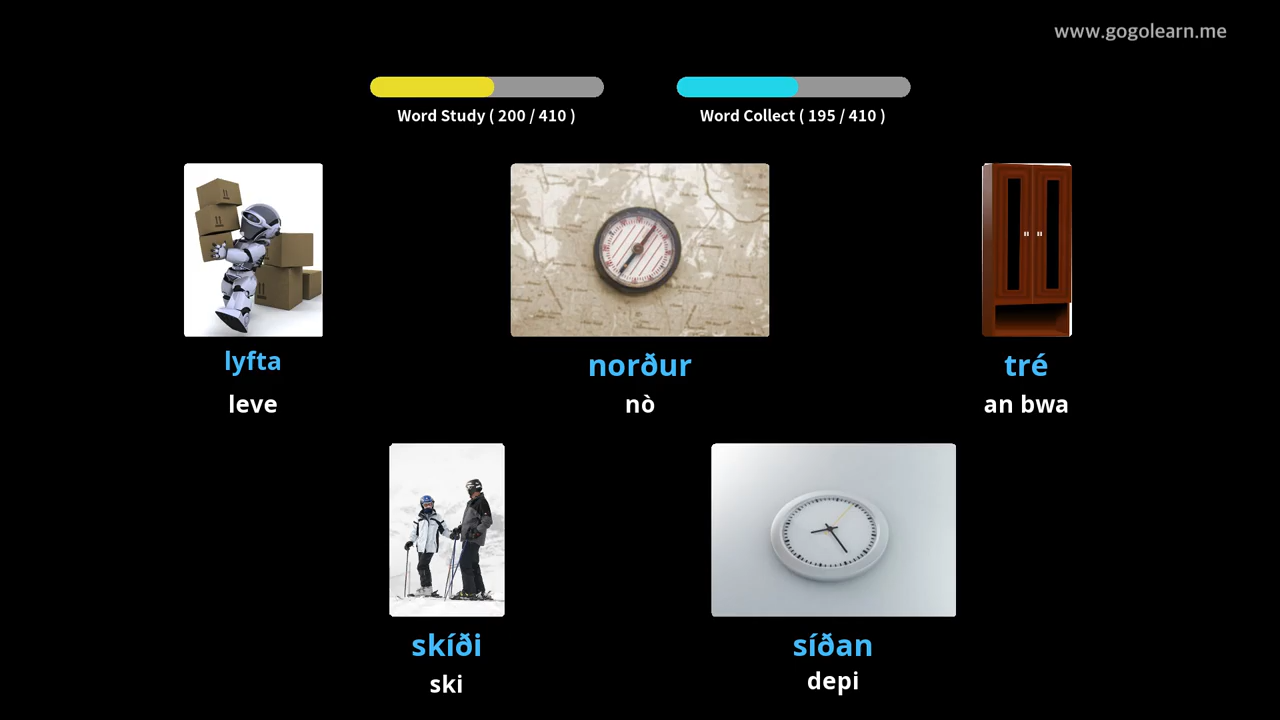 www.gogolearn.me
Word Study ( 200 / 410 )
Word Collect ( 195 / 410 )
lyfta
norður
tré
leve
nò
an bwa
skíði
síðan
ski
depi